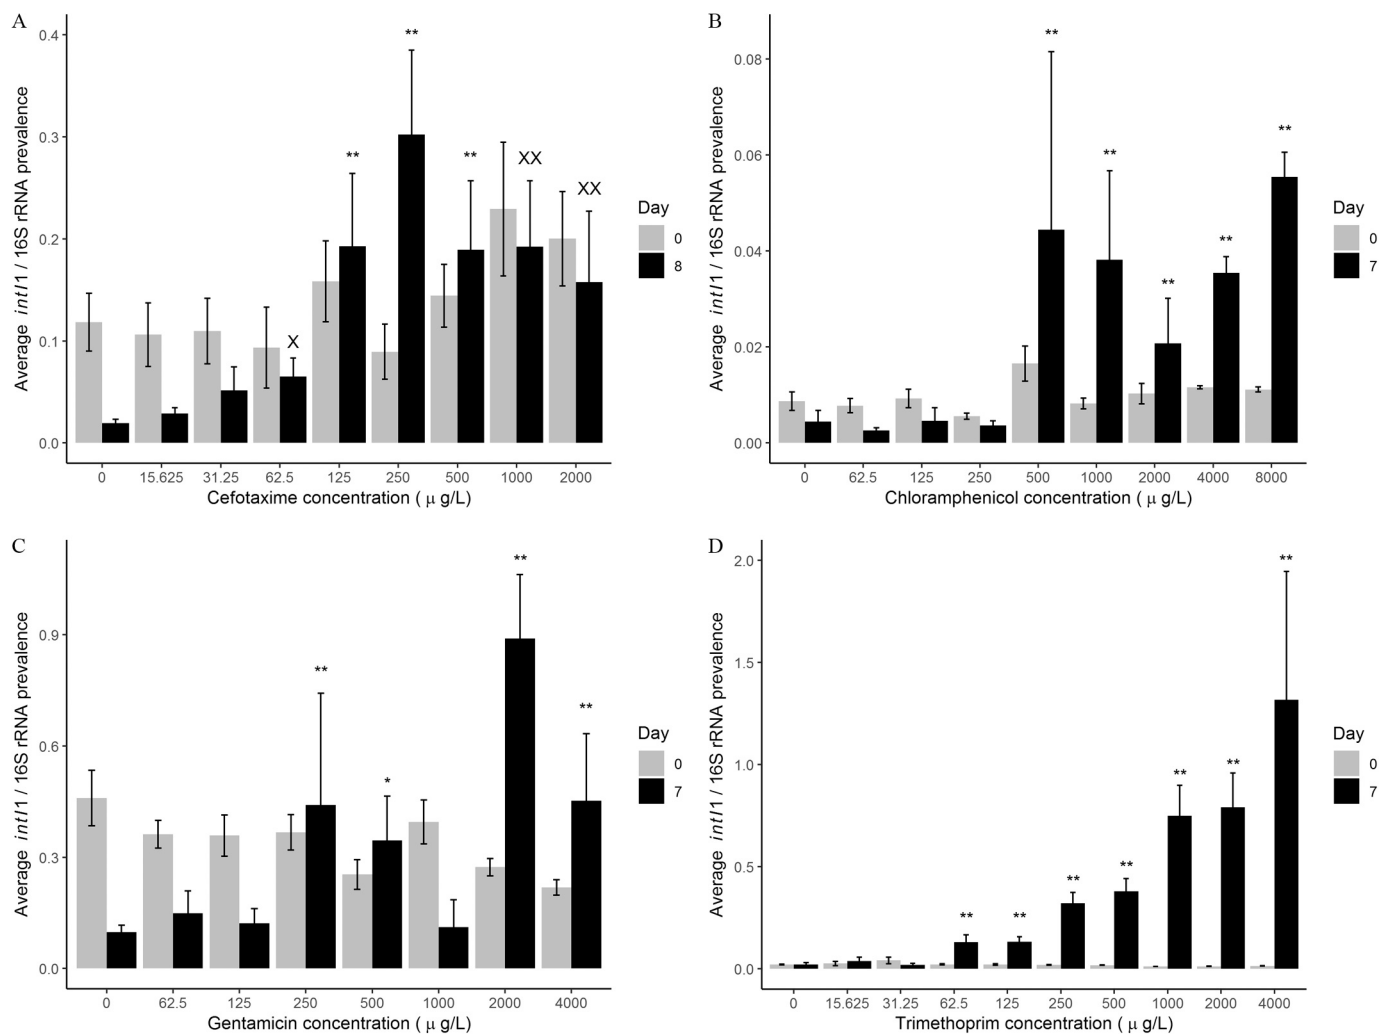 A
Average intI1 / 16S rRNA prevalence
0.4
0.3
0.2
0.1
0.0
**
**
**
XX
XX
X
0 15.625 31.25 62.5 125 250 500 1000 2000
Cefotaxime concentration ( μ g/L)
Day
0
8
B
Average intI1 / 16S rRNA prevalence
0.08
0.06
0.04
0.02
0.00
**
**
**
**
**
0 62.5 125 250 500 1000 2000 4000 8000
Chloramphenicol concentration ( μ g/L)
Day
0
7
C
Average intI1 / 16S rRNA prevalence
0.9
0.6
0.3
0.0
**
*
**
**
0 62.5 125 250 500 1000 2000 4000
Gentamicin concentration ( μ g/L)
Day
0
7
D
Average intI1 / 16S rRNA prevalence
2.0
1.5
1.0
0.5
0.0
**
**
**
**
**
**
**
0 15.625 31.25 62.5 125 250 500 1000 2000 4000
Trimethoprim concentration ( μ g/L)
Day
0
7